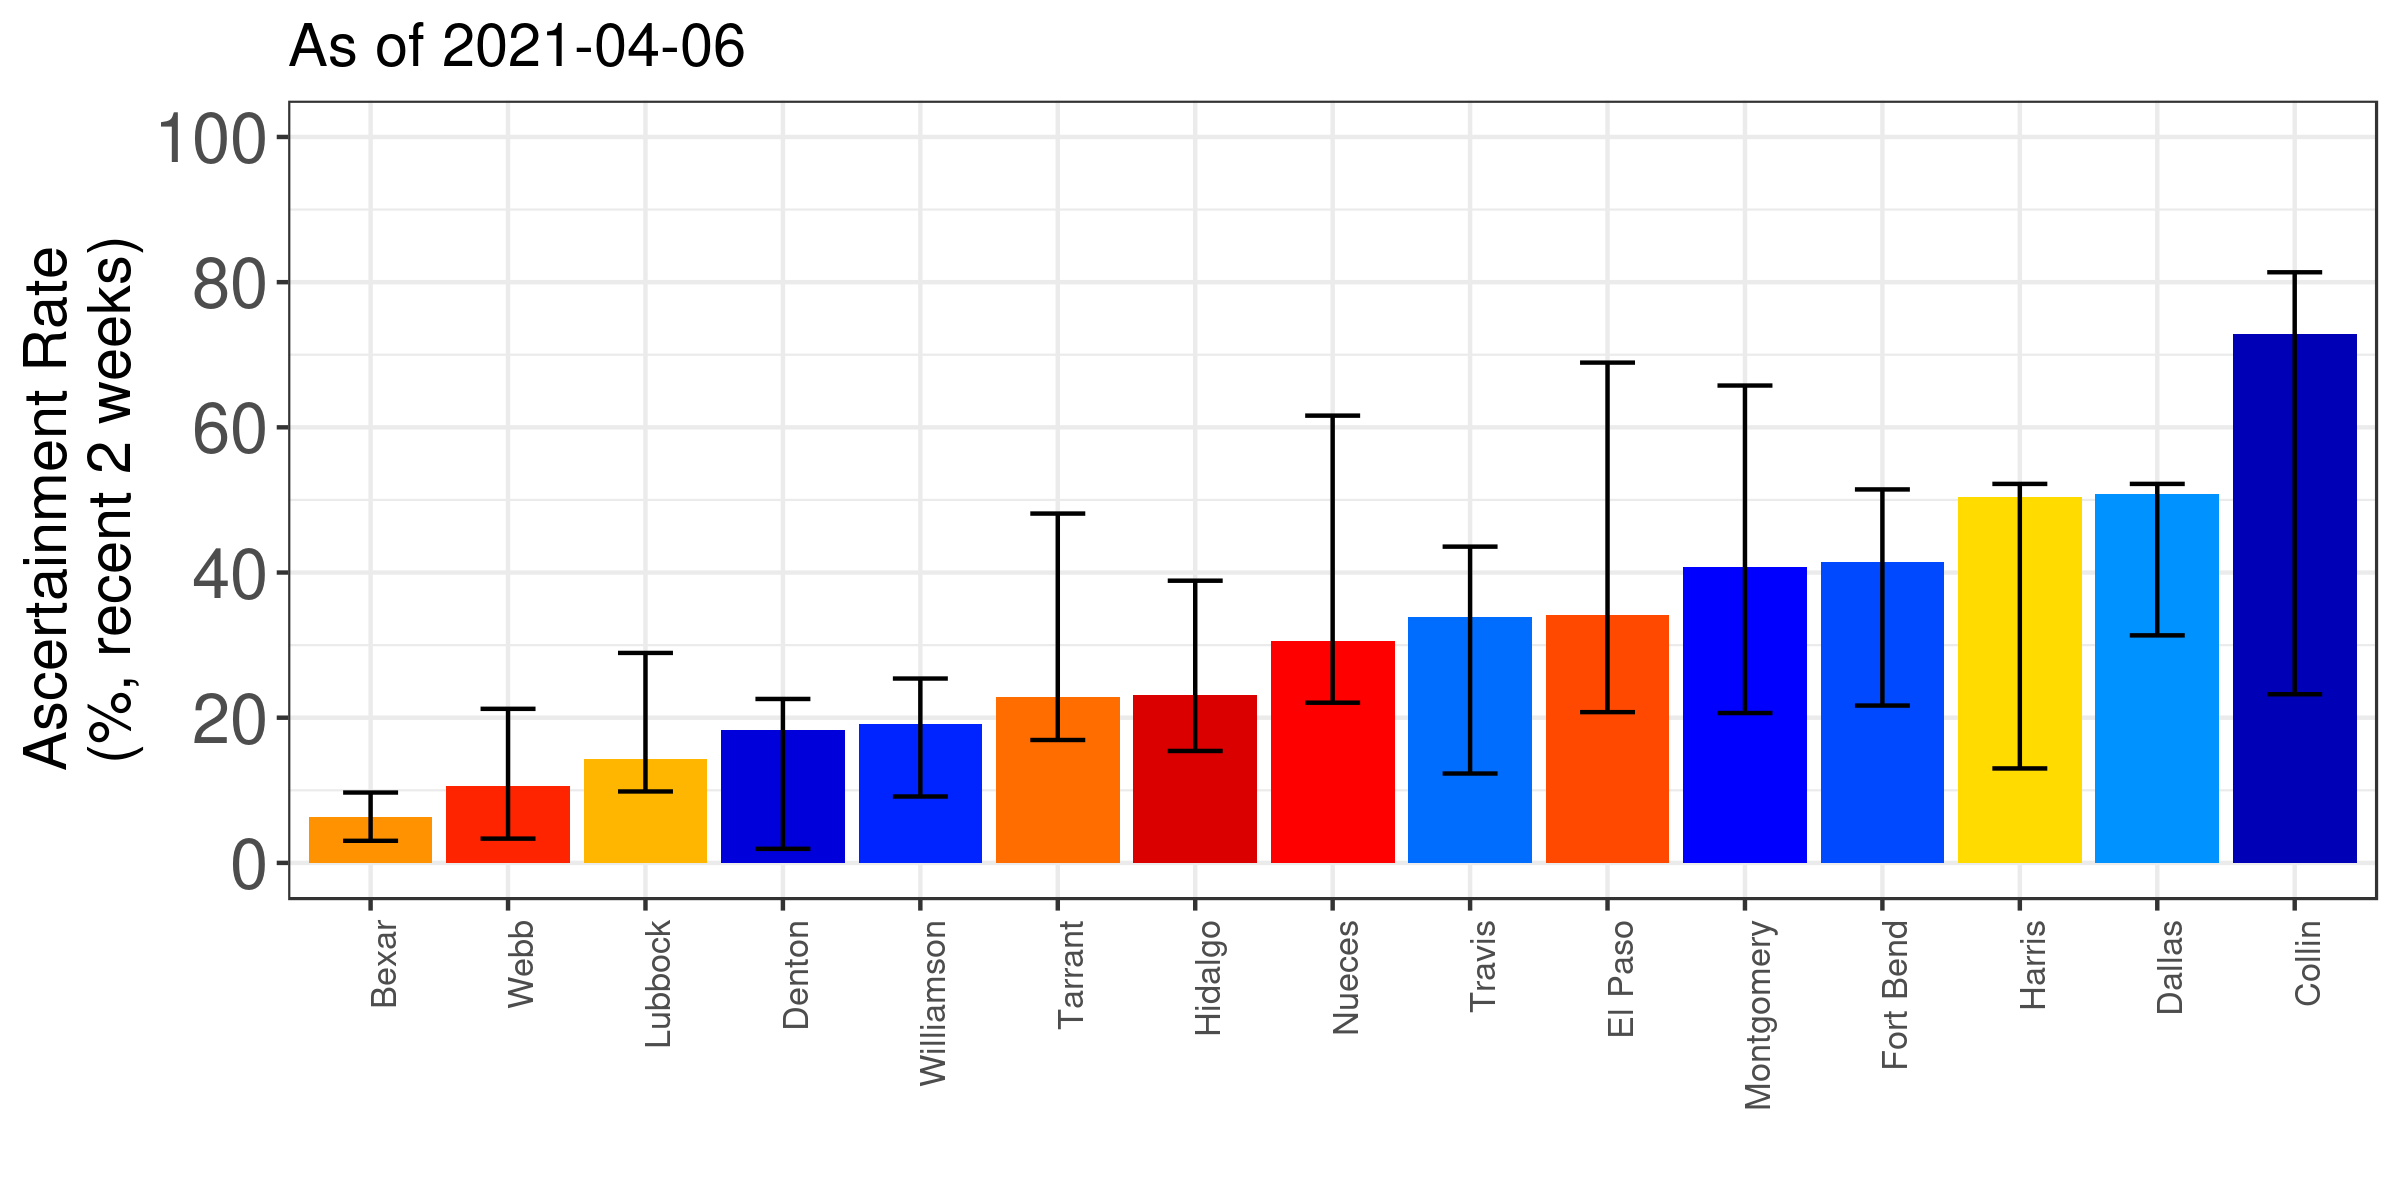 As of 2021-04-06
Ascertainment Rate
(%, recent 2 weeks)
100
80
60
40
20
0
Bexar
Webb
Lubbock
Denton
Williamson
Tarrant
Hidalgo
Nueces
Travis
El Paso
Montgomery
Fort Bend
Harris
Dallas
Collin